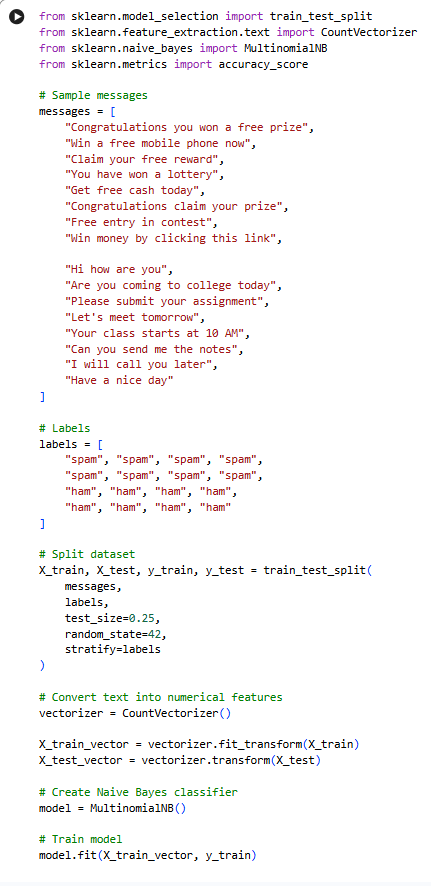 from sklearn.model_selection import train_test_split
from sklearn.feature_extraction.text import CountVectorizer
from sklearn.naive_bayes import MultinomialNB
from sklearn.metrics import accuracy_score

# Sample messages
messages = [
    "Congratulations you won a free prize",
    "Win a free mobile phone now",
    "Claim your free reward",
    "You have won a lottery",
    "Get free cash today",
    "Congratulations claim your prize",
    "Free entry in contest",
    "Win money by clicking this link",

    "Hi how are you",
    "Are you coming to college today",
    "Please submit your assignment",
    "Let's meet tomorrow",
    "Your class starts at 10 AM",
    "Can you send me the notes",
    "I will call you later",
    "Have a nice day"
]

# Labels
labels = [
    "spam", "spam", "spam", "spam",
    "spam", "spam", "spam", "spam",
    "ham", "ham", "ham", "ham",
    "ham", "ham", "ham", "ham"
]

# Split dataset
X_train, X_test, y_train, y_test = train_test_split(
    messages,
    labels,
    test_size=0.25,
    random_state=42,
    stratify=labels
)

# Convert text into numerical features
vectorizer = CountVectorizer()

X_train_vector = vectorizer.fit_transform(X_train)
X_test_vector = vectorizer.transform(X_test)

# Create Naive Bayes classifier
model = MultinomialNB()

# Train model
model.fit(X_train_vector, y_train)